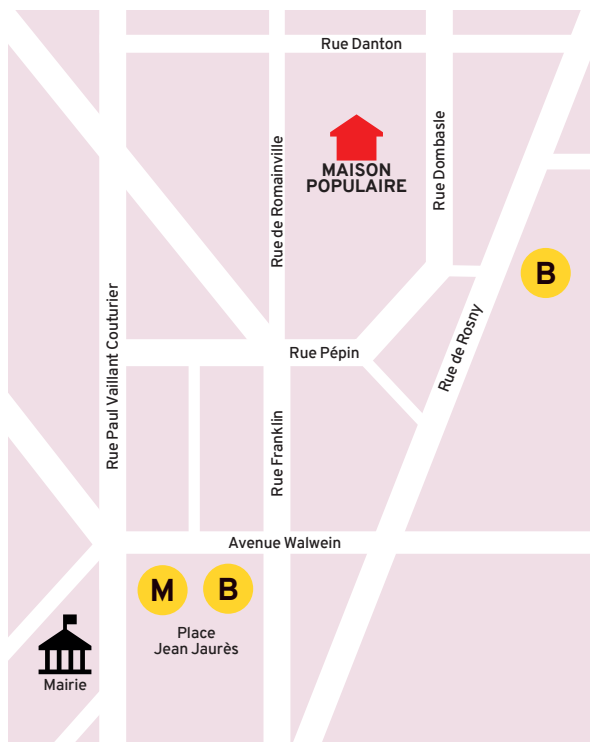 Rue Danton
MAISON
POPULAIRE
Rue de Romainville
Rue Dombasle
B
Rue Paul Vaillant Couturier
Rue Pépin
Rue de Rosny
Rue Franklin
Avenue Walwein
M
B
Place
Jean Jaurès
Mairie